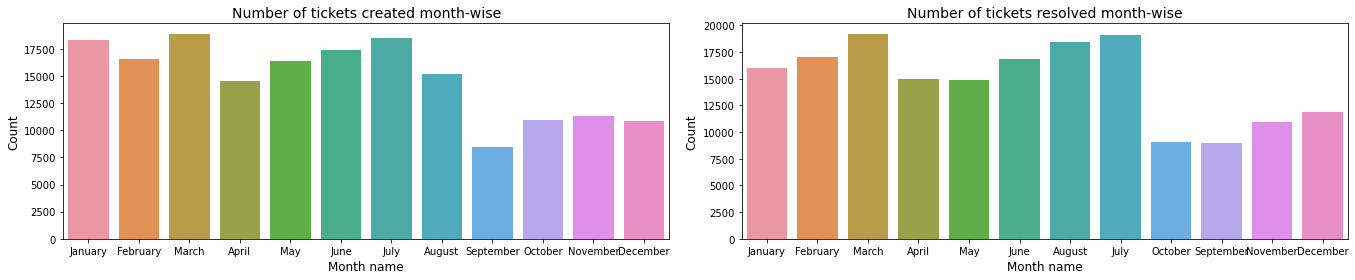 Number of tickets created month-wise
17500
15000
12500
10000
7500
5000
2500
0
Count
January February March April May June July August September October November December
Month name
Number of tickets resolved month-wise
20000
17500
15000
12500
10000
7500
5000
2500
0
Count
January February March April May June August July October September November December
Month name